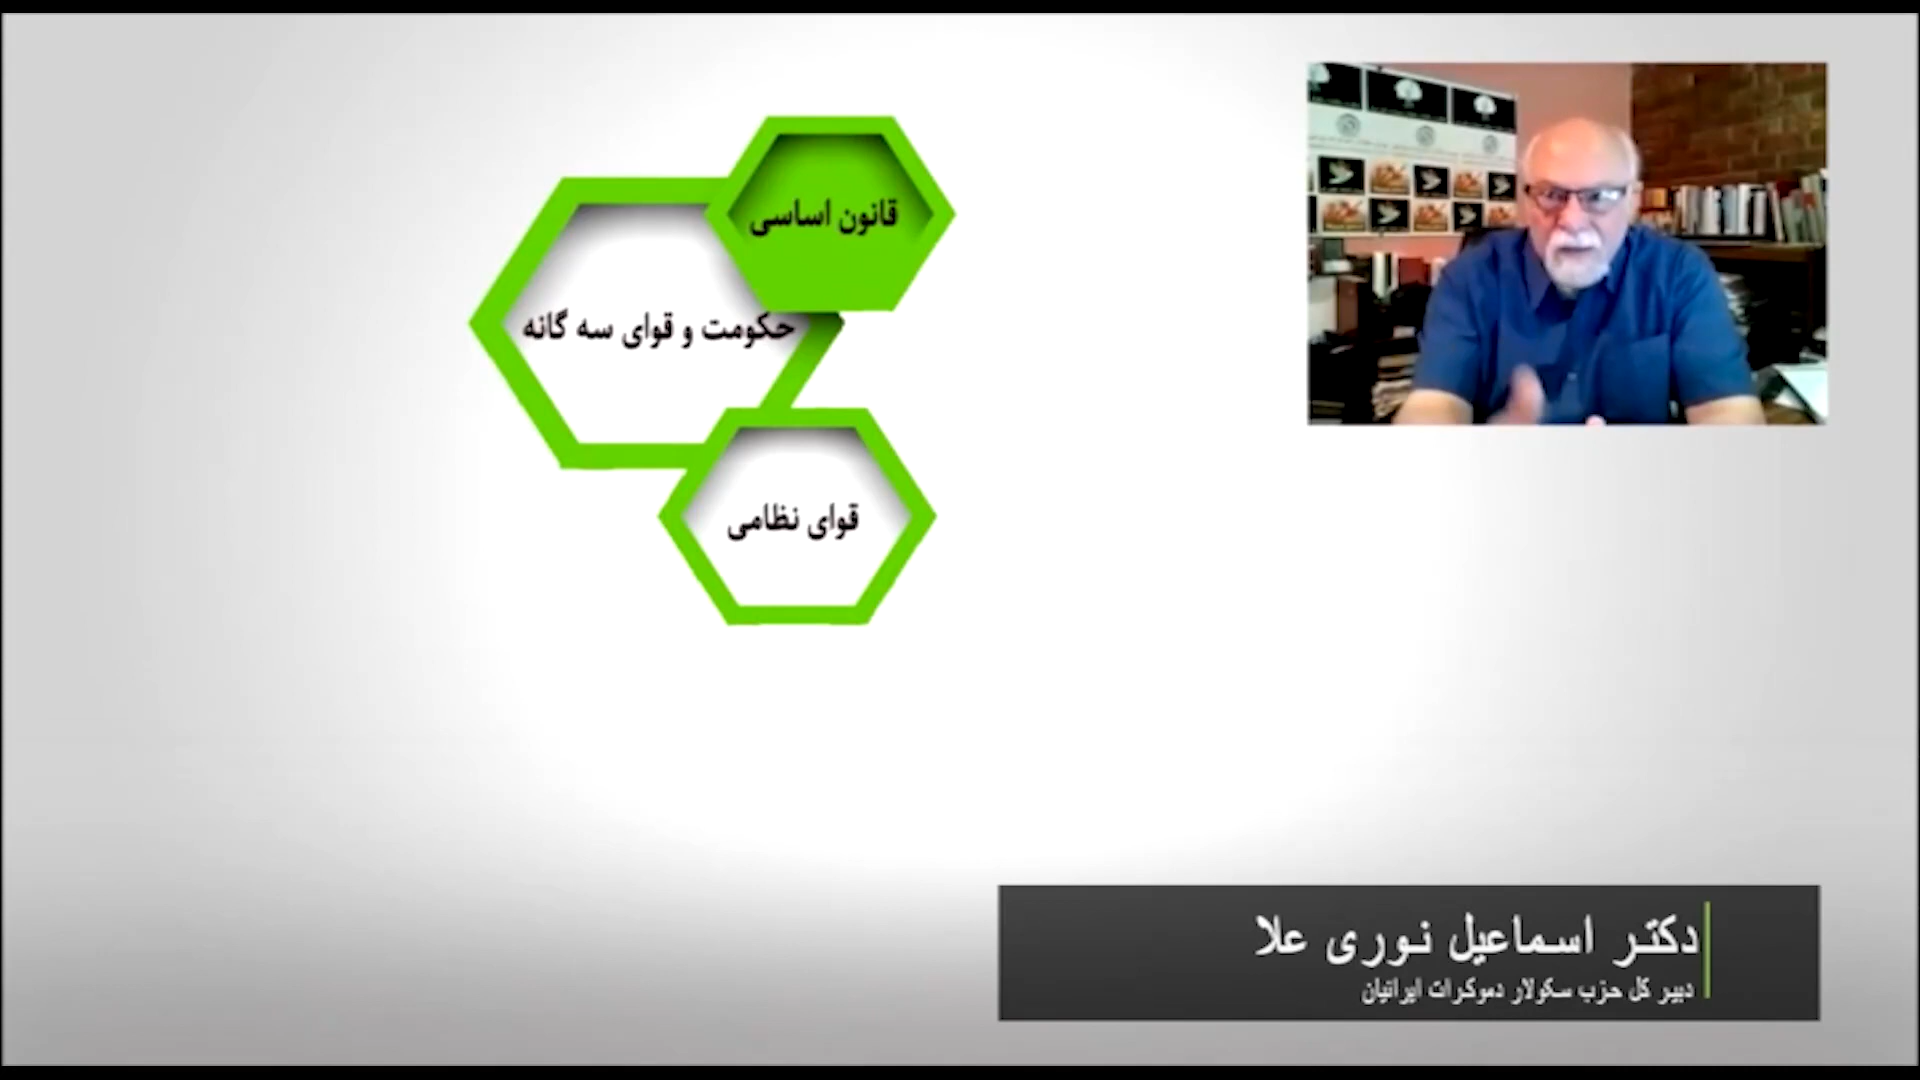 قانون اساسی
حکومت و قوای سه گانه
قوای نظامی
دکتر اسماعیل نوری علا
دبیر کل حزب سکولار دموکرات ایرانیان